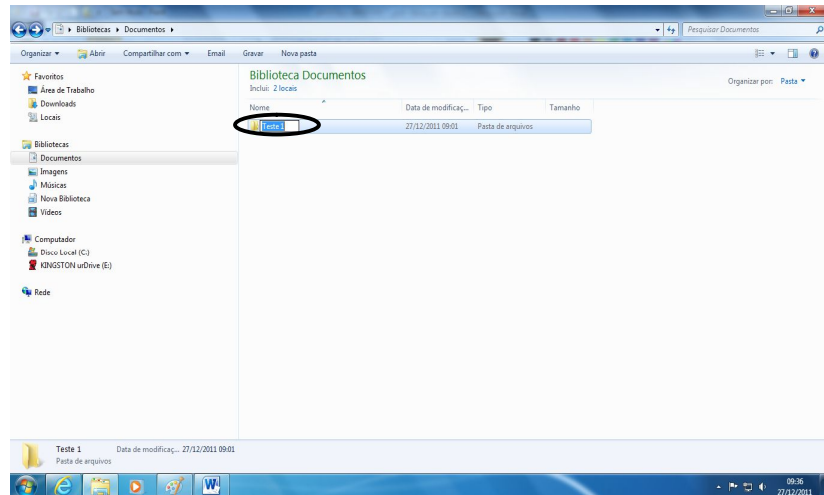 Bibliotecas ▸ Documentos ▸
Pesquisar Documentos
Organizar ▾ Abrir Compartilhar com ▾ Email Gravar Nova pasta
Favoritos
Área de Trabalho
Downloads
Locais
Bibliotecas
Documentos
Imagens
Músicas
Nova Biblioteca
Vídeos
Computador
Disco Local (C:)
KINGSTON urDrive (E:)
Rede
Biblioteca Documentos
Inclui: 2 locais
Organizar por: Pasta ▾
Nome Data de modificaç... Tipo Tamanho
Teste 1 27/12/2011 09:01 Pasta de arquivos
Teste 1 Data de modificaç... 27/12/2011 09:01
Pasta de arquivos
09:36
27/12/2011